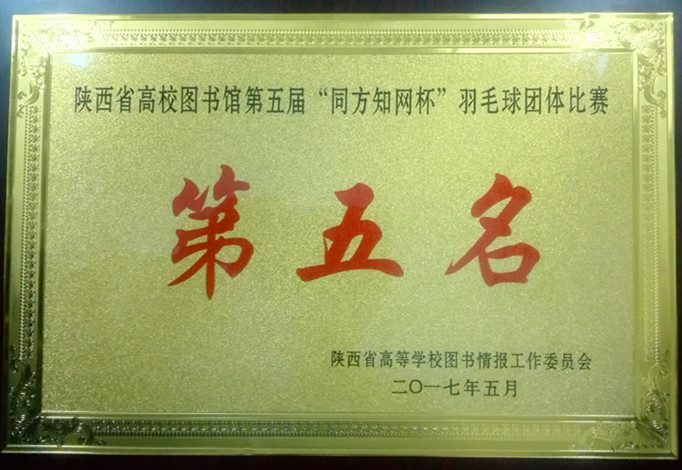 陕西省高校图书馆第五届“同方知网杯”羽毛球团体比赛
第五名
陕西省高等学校图书情报工作委员会
二〇一七年五月